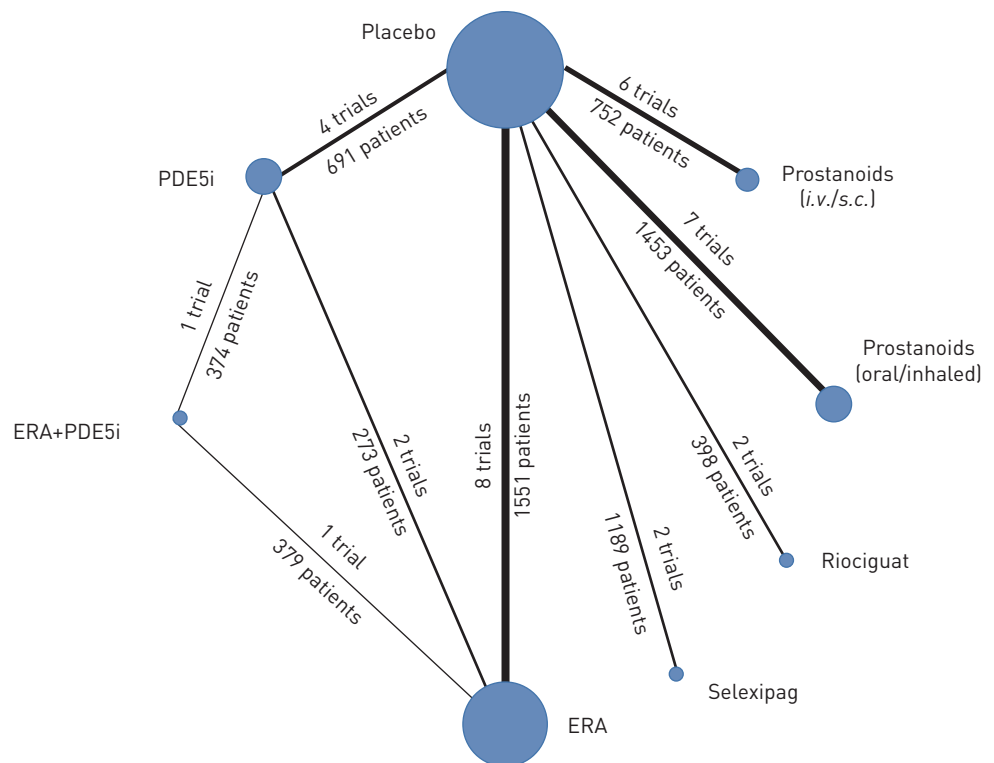 Placebo
4 trials
691 patients
6 trials
752 patients
PDE5i
Prostanoids
(i.v./s.c.)
7 trials
1453 patients
1 trial
374 patients
Prostanoids
(oral/inhaled)
ERA+PDE5i
2 trials
273 patients
8 trials
1551 patients
2 trials
398 patients
1 trial
379 patients
2 trials
1189 patients
Riociguat
Selexipag
ERA